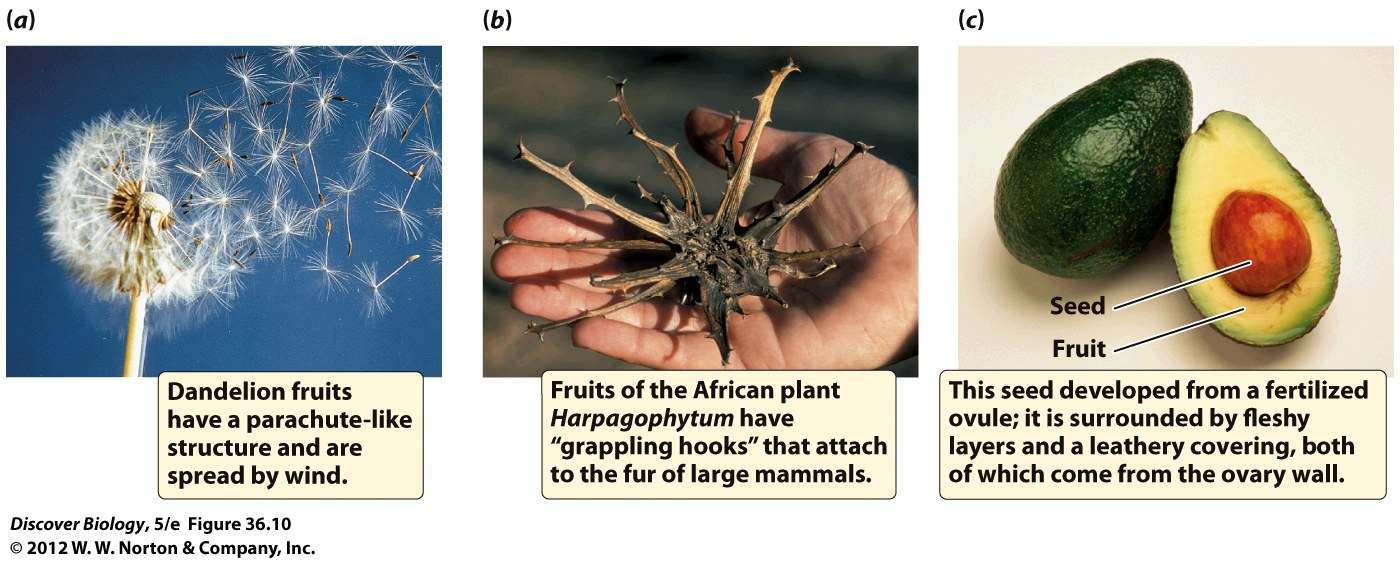 (a)
(b)
(c)
Seed
Fruit
Dandelion fruits
have a parachute-like
structure and are
spread by wind.
Fruits of the African plant
Harpagophytum have
“grappling hooks” that attach
to the fur of large mammals.
This seed developed from a fertilized
ovule; it is surrounded by fleshy
layers and a leathery covering, both
of which come from the ovary wall.
Discover Biology, 5/e Figure 36.10
© 2012 W. W. Norton & Company, Inc.